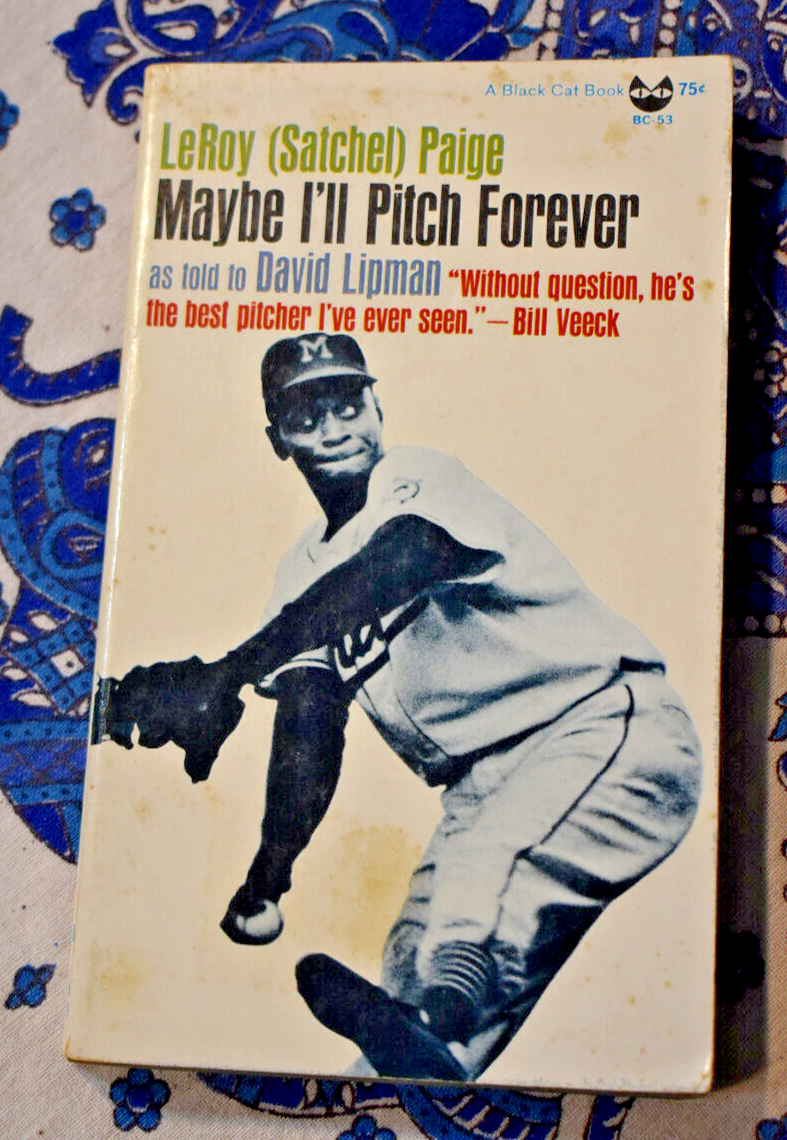 A Black Cat Book 75¢
BC-53
LeRoy (Satchel) Paige
Maybe I'll Pitch Forever
as told to David Lipman "Without question, he's
the best pitcher I've ever seen."—Bill Veeck
M